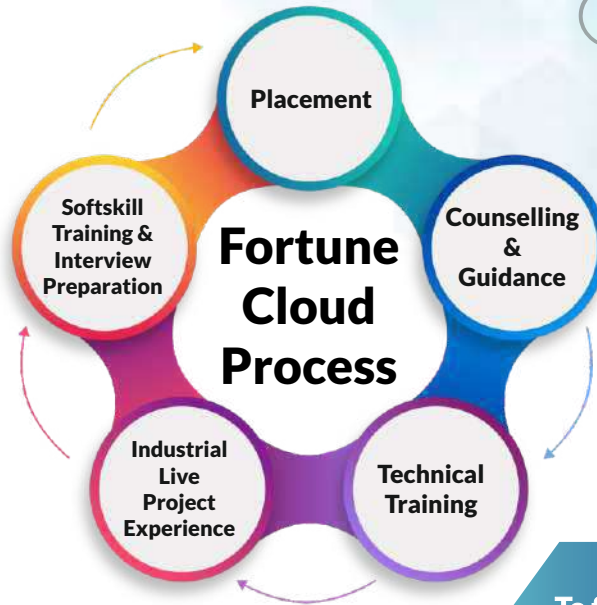 Placement
Softskill
Training &
Interview
Preparation
Counselling
&
Guidance
Fortune
Cloud
Process
Industrial
Live
Project
Experience
Technical
Training